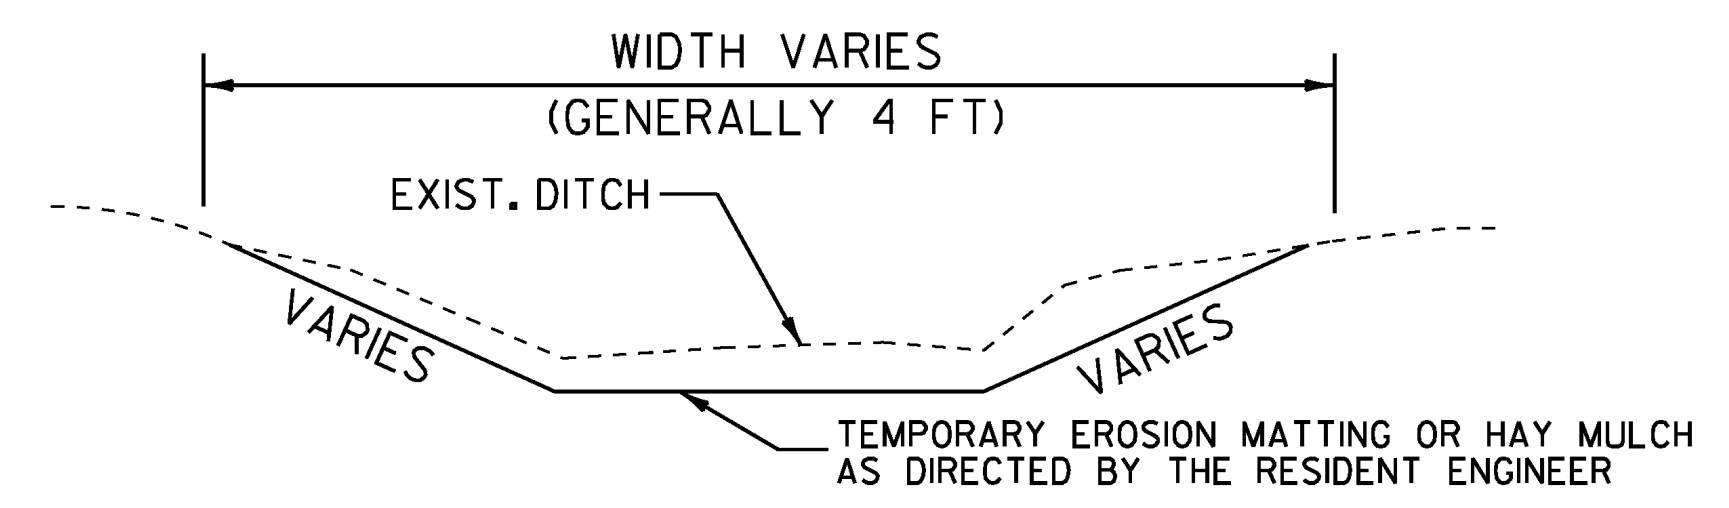 WIDTH VARIES
(GENERALLY 4 FT)
EXIST. DITCH
VARIES
VARIES
TEMPORARY EROSION MATTING OR HAY MULCH
AS DIRECTED BY THE RESIDENT ENGINEER